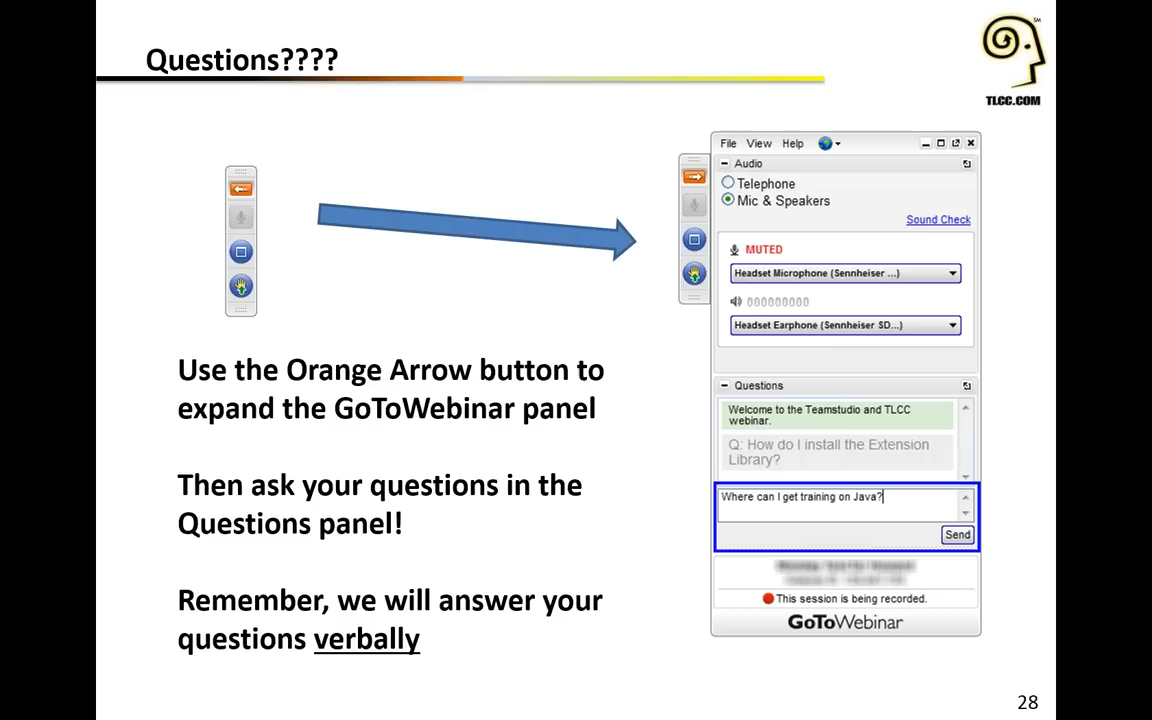 Questions????
SM
TLCC.COM
File View Help
Audio
Telephone
Mic & Speakers
Sound Check
MUTED
Headset Microphone (Sennheiser ...)
000000000
Headset Earphone (Sennheiser SD...)
Use the Orange Arrow button to
expand the GoToWebinar panel
Then ask your questions in the
Questions panel!
Remember, we will answer your
questions verbally
Questions
Welcome to the Teamstudio and TLCC
webinar.
Q: How do I install the Extension
Library?
Where can I get training on Java?
Send
This session is being recorded.
GoToWebinar
28